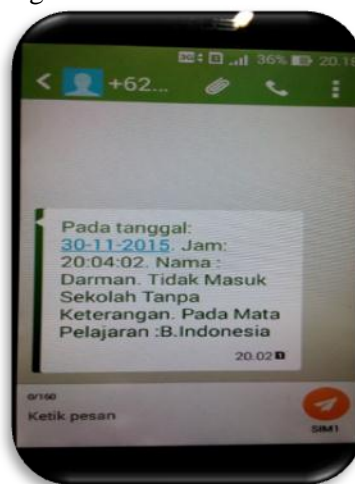 36% 20.18
+62...
Pada tanggal:
30-11-2015. Jam:
20:04:02. Nama :
Darman. Tidak Masuk
Sekolah Tanpa
Keterangan. Pada Mata
Pelajaran :B.Indonesia
20.02
0/160
Ketik pesan
SIM1